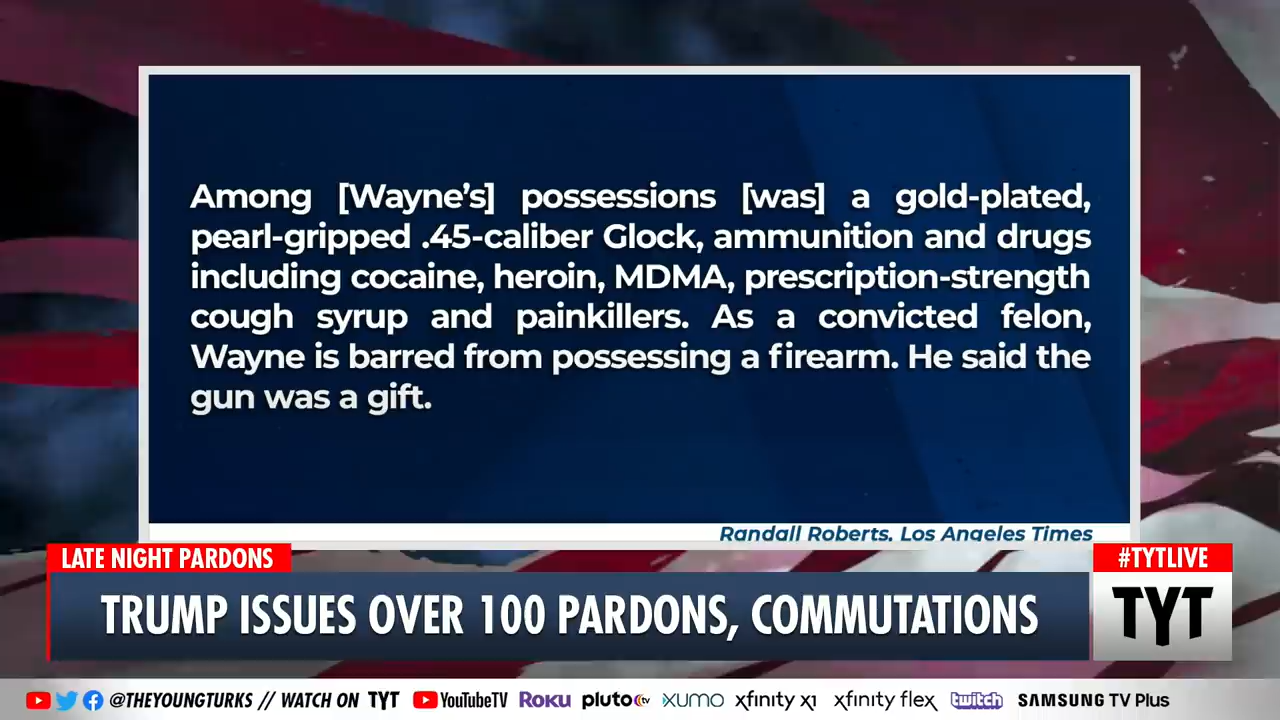 Among [Wayne’s] possessions [was] a gold-plated,
pearl-gripped .45-caliber Glock, ammunition and drugs
including cocaine, heroin, MDMA, prescription-strength
cough syrup and painkillers. As a convicted felon,
Wayne is barred from possessing a firearm. He said the
gun was a gift.
Randall Roberts, Los Angeles Times
LATE NIGHT PARDONS
#TYTLIVE
TRUMP ISSUES OVER 100 PARDONS, COMMUTATIONS
TYT
@THEYOUNGTURKS // WATCH ON TYT YouTubeTV ROKU pluto tv XUMO xfinity x1 xfinity flex twitch SAMSUNG TV Plus